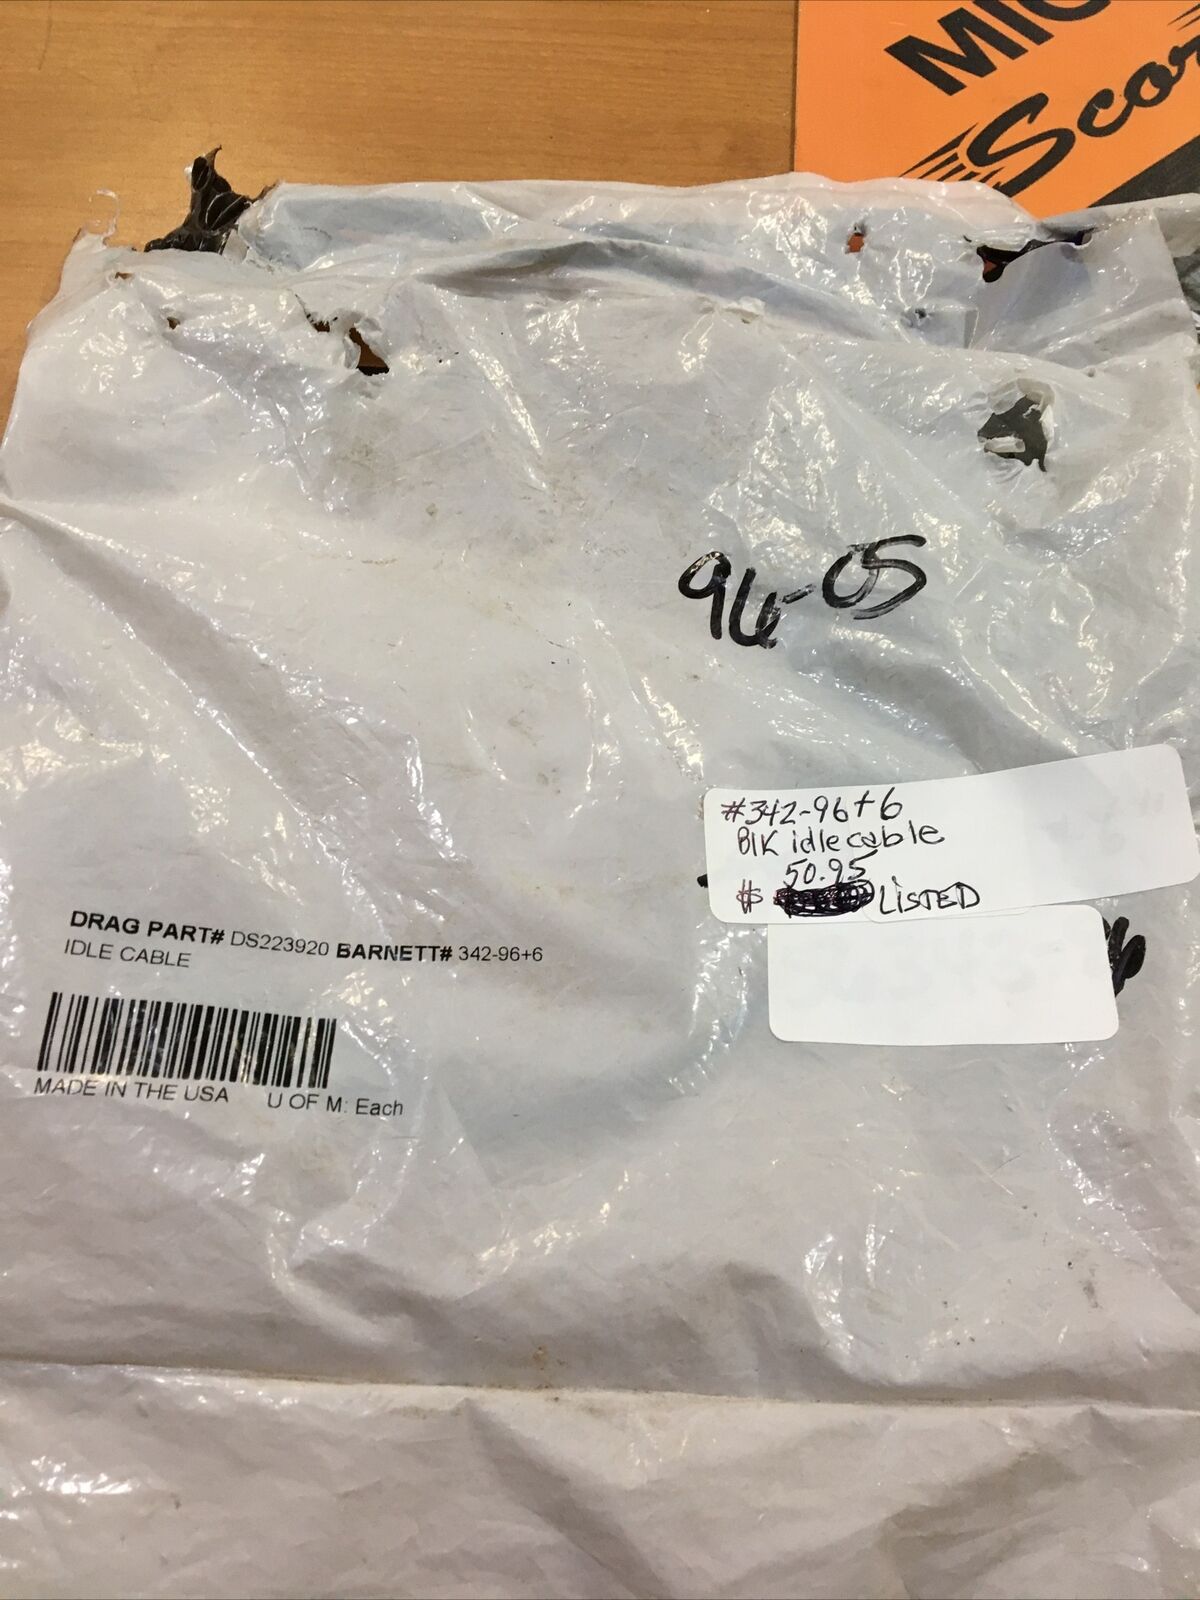 96-05
#342-96+6
Blk idle cable
50.95
$ LISTED
DRAG PART# DS223920 BARNETT# 342-96+6
IDLE CABLE
MADE IN THE USA U OF M: Each